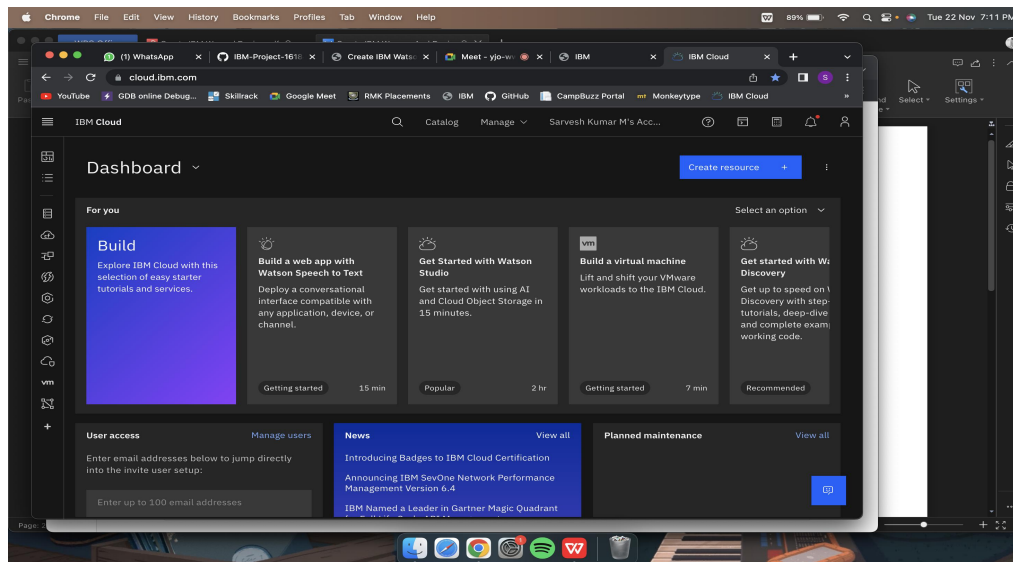 Chrome File Edit View History Bookmarks Profiles Tab Window Help
89% Tue 22 Nov 7:11 PM
(1) WhatsApp IBM-Project-1618 Create IBM Watso Meet - yjo-w IBM IBM Cloud
cloud.ibm.com S
YouTube GDB online Debug... Skillrack Google Meet RMK Placements IBM GitHub CampBuzz Portal mt Monkeytype IBM Cloud »
Select Settings
IBM Cloud Catalog Manage Sarvesh Kumar M's Acc...
Dashboard
Create resource +
For you
Select an option
Build
Explore IBM Cloud with this
selection of easy starter
tutorials and services.
Build a web app with
Watson Speech to Text
Deploy a conversational
interface compatible with
any application, device, or
channel.
Getting started 15 min
Get Started with Watson
Studio
Get started with using AI
and Cloud Object Storage in
15 minutes.
Popular 2 hr
vm
Build a virtual machine
Lift and shift your VMware
workloads to the IBM Cloud.
Getting started 7 min
Get started with Wa
Discovery
Get up to speed on
Discovery with step-
tutorials, deep-dive
and complete exam
working code.
Recommended
vm
User access Manage users
Enter email addresses below to jump directly
into the invite user setup:
Enter up to 100 email addresses
News View all
Introducing Badges to IBM Cloud Certification
Announcing IBM SevOne Network Performance
Management Version 6.4
IBM Named a Leader in Gartner Magic Quadrant
Planned maintenance View all
Page: 2